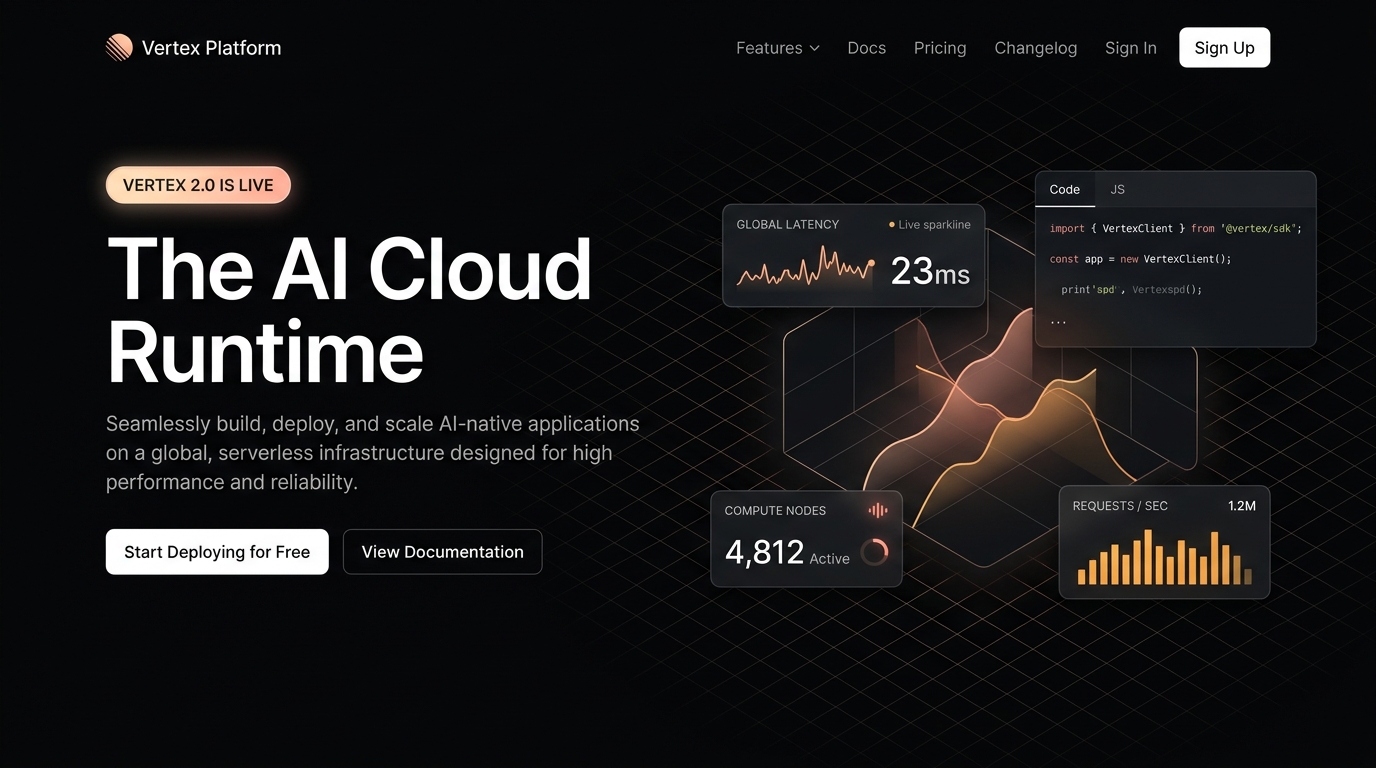 Vertex Platform
Features
Docs
Pricing
Changelog
Sign In
Sign Up
VERTEX 2.0 IS LIVE
The AI Cloud
Runtime
Seamlessly build, deploy, and scale AI-native applications
on a global, serverless infrastructure designed for high
performance and reliability.
Start Deploying for Free
View Documentation
GLOBAL LATENCY
Live sparkline
23ms
Code
JS
import { VertexClient } from '@vertex/sdk";
const app = new VertexClient();
print'spd', Vertexspd();
...
COMPUTE NODES
4,812 Active
REQUESTS / SEC
1.2M